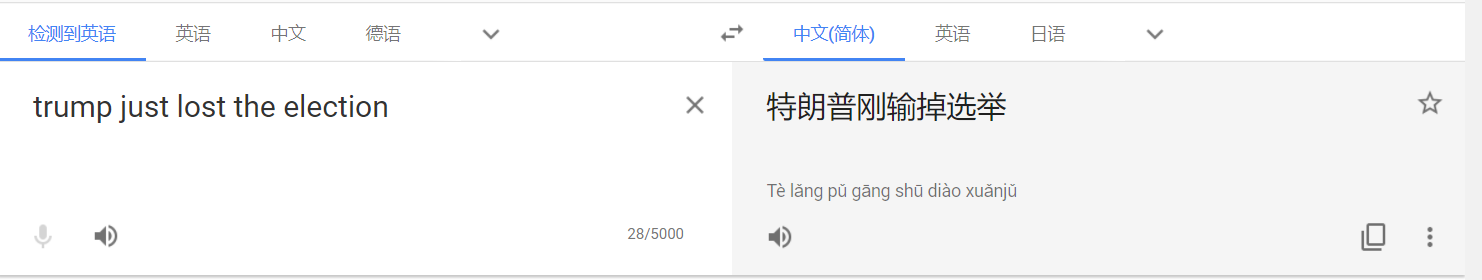 检测到英语 英语 中文 德语 中文(简体) 英语 日语
trump just lost the election
特朗普刚输掉选举
Tè lǎng pǔ gāng shū diào xuǎnjǔ
28/5000